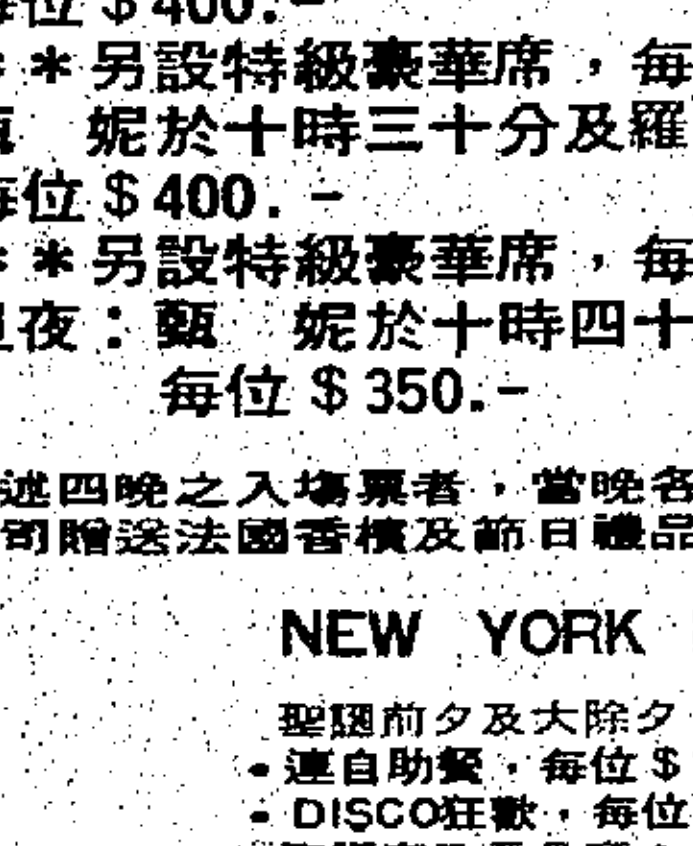 每位＄400.－
＊＊另設特級豪華席，每
甄　妮於十時三十分及羅
每位＄400.－
＊＊另設特級豪華席，每
夜：甄　妮於十時四十
每位＄350.－
述四晚之入場票者，當晚各
司贈送法國香檳及節日禮品
NEW YORK
聖誕前夕及大除夕
•連自助餐，每位＄
•DISCO狂歡，每位